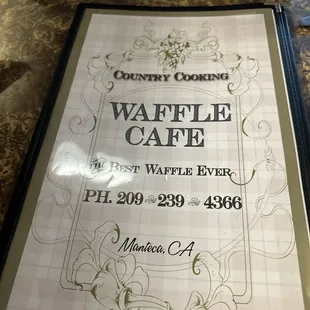 Country Cooking
Waffle
Cafe
The Best Waffle Ever
PH. 209 239 4366
Manteca, CA